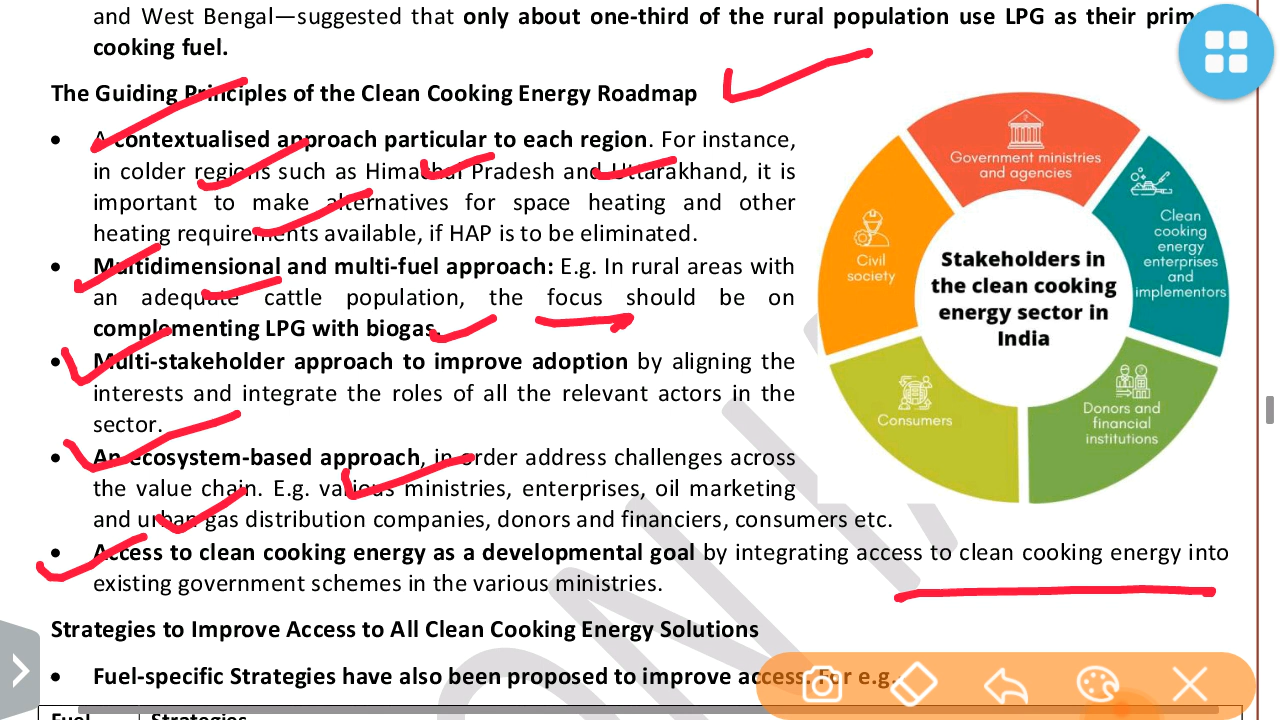 and West Bengal—suggested that only about one-third of the rural population use LPG as their
cooking fuel.
The Guiding Principles of the Clean Cooking Energy Roadmap
• A contextualised approach particular to each region. For instance,
in colder regions such as Himachal Pradesh and Uttarakhand, it is
important to make alternatives for space heating and other
heating requirements available, if HAP is to be eliminated.
• Multidimensional and multi-fuel approach: E.g. In rural areas with
an adequate cattle population, the focus should be on
complementing LPG with biogas.
• Multi-stakeholder approach to improve adoption by aligning the
interests and integrate the roles of all the relevant actors in the
sector.
• An ecosystem-based approach, in order address challenges across
the value chain. E.g. various ministries, enterprises, oil marketing
and urban gas distribution companies, donors and financiers, consumers etc.
• Access to clean cooking energy as a developmental goal by integrating access to clean cooking energy into
existing government schemes in the various ministries.
Strategies to Improve Access to All Clean Cooking Energy Solutions
• Fuel-specific Strategies have also been proposed to improve access. For e.g.
Fuel Strategies
Government ministries
and agencies
Clean
cooking
energy
enterprises
and
implementors
Donors and
financial
institutions
Consumers
Civil
society
Stakeholders in
the clean cooking
energy sector in
India